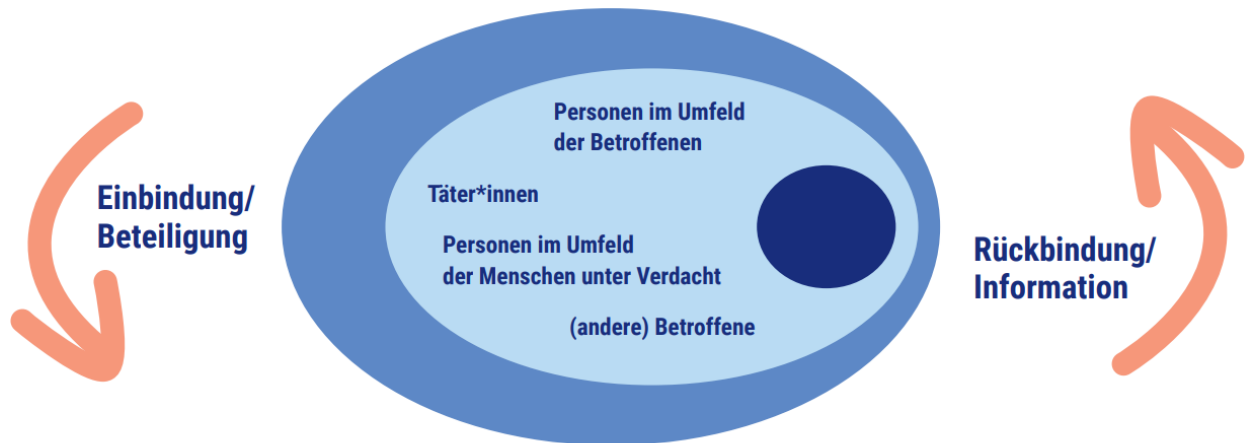 Personen im Umfeld
der Betroffenen
Täter*innen
Einbindung/
Beteiligung
Personen im Umfeld
der Menschen unter Verdacht
Rückbindung/
Information
(andere) Betroffene